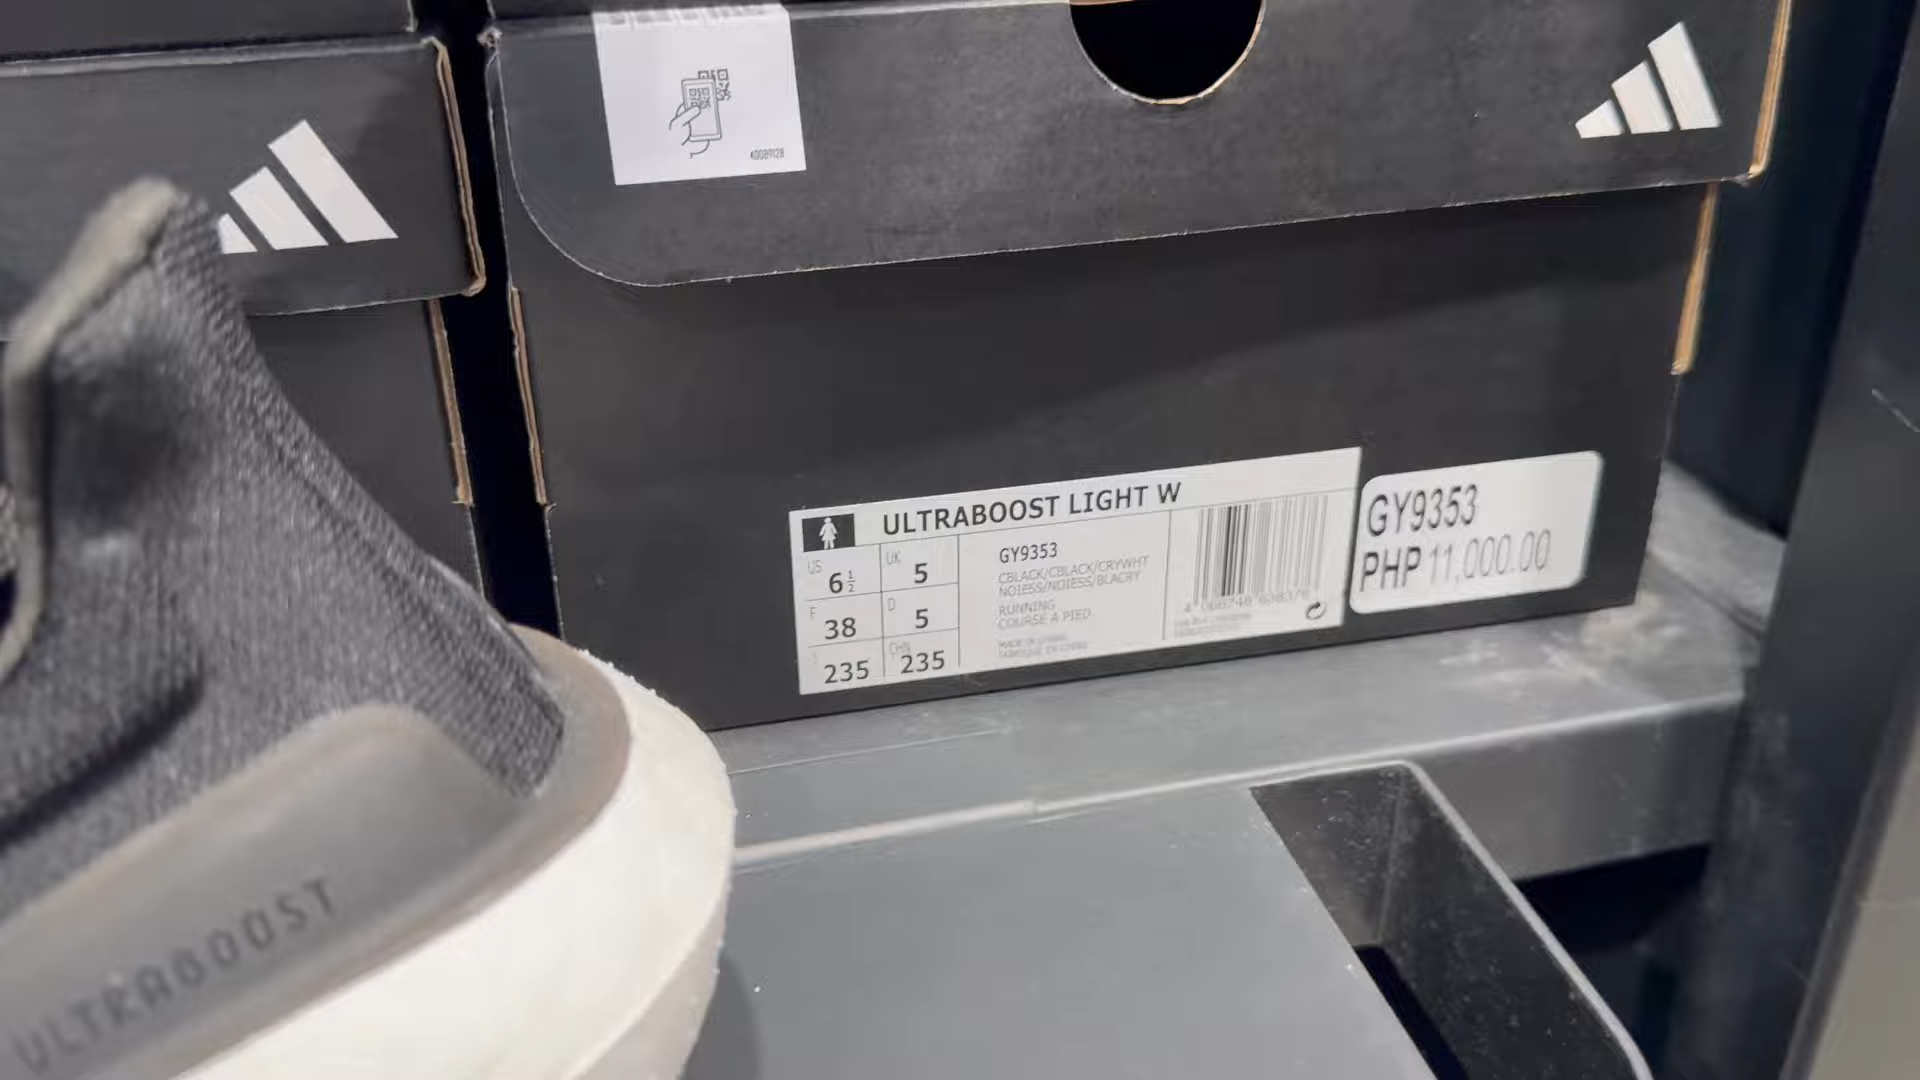 ULTRABOOST LIGHT W
US 6½ UK 5
F 38 D 5
J 235 CHN 235
GY9353
CBLACK/CBLACK/CRYWHT
NOIESS/NOIESS/BLACRY
RUNNING
COURSE A PIED
GY9353
PHP 11,000.00
ULTRABOOST